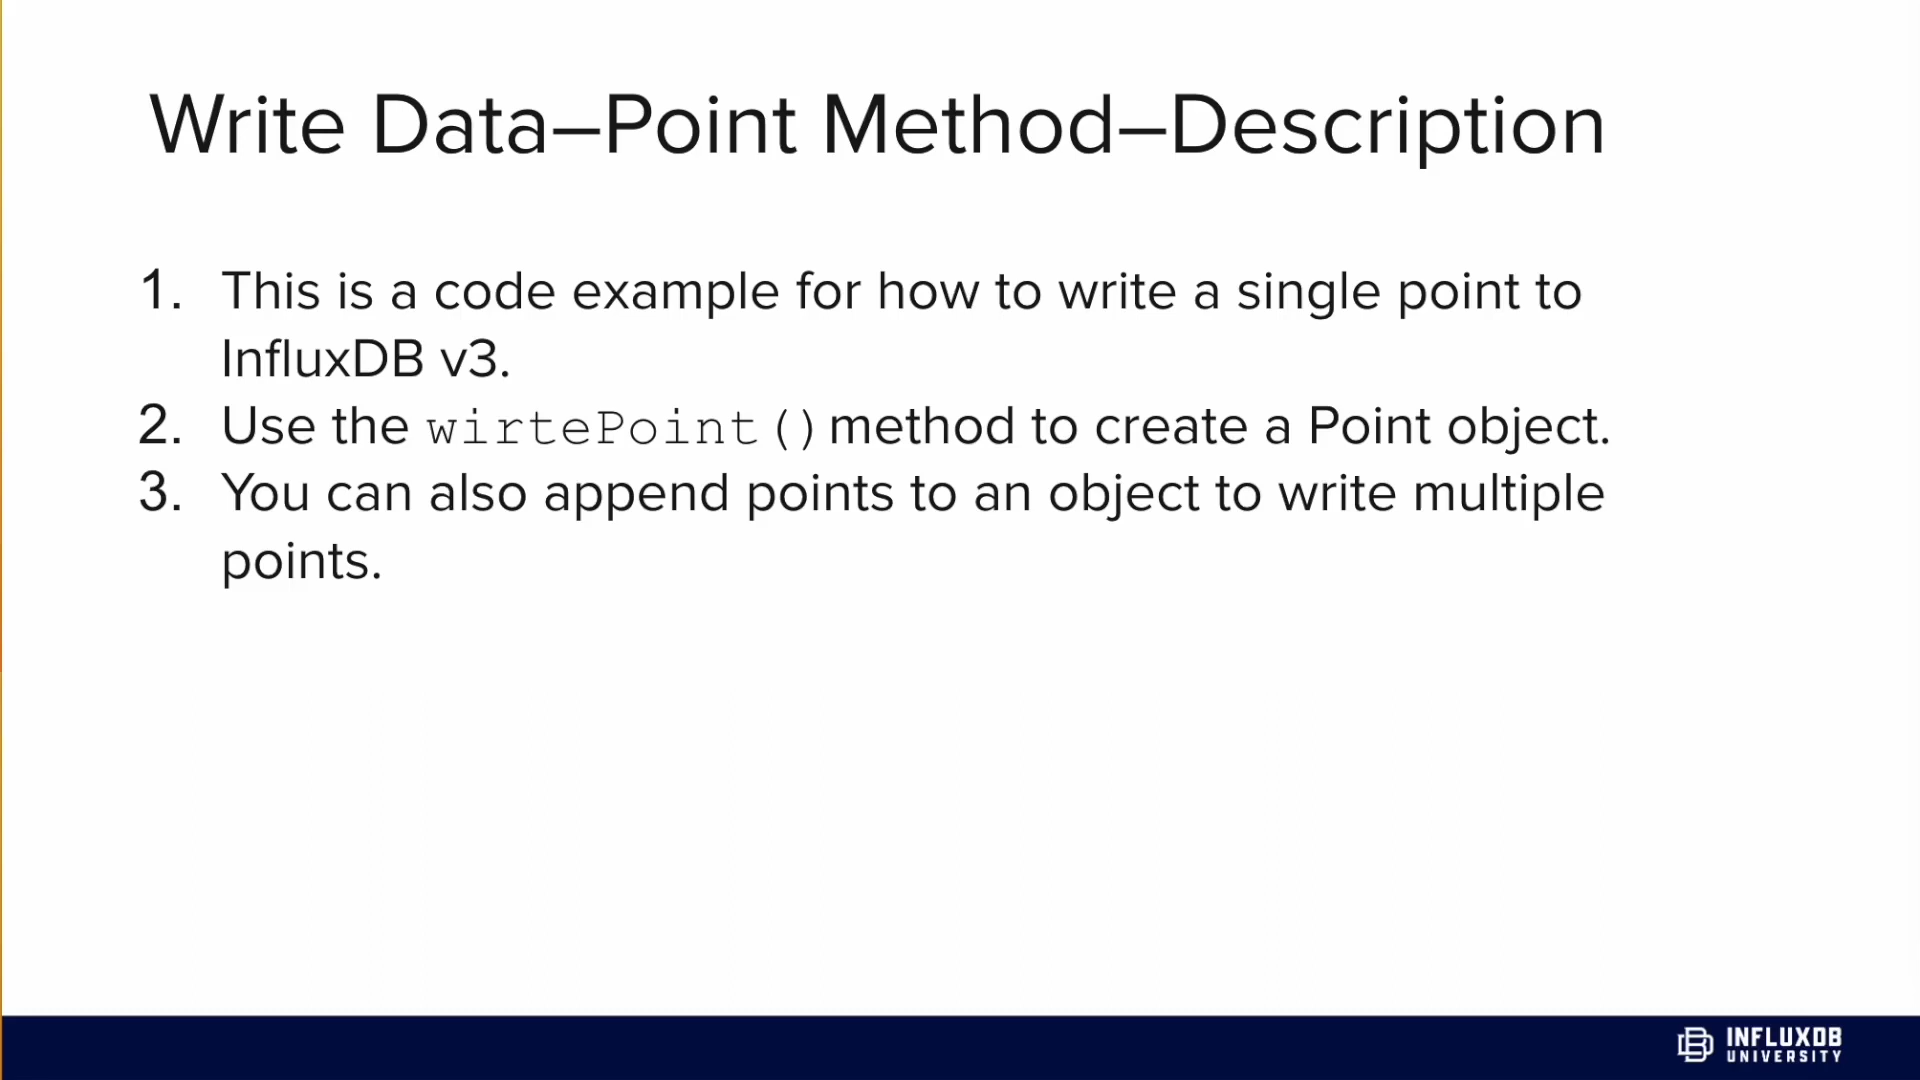 Write Data–Point Method–Description
1. This is a code example for how to write a single point to
InfluxDB v3.
2. Use the wirtePoint() method to create a Point object.
3. You can also append points to an object to write multiple
points.
INFLUXDB
UNIVERSITY